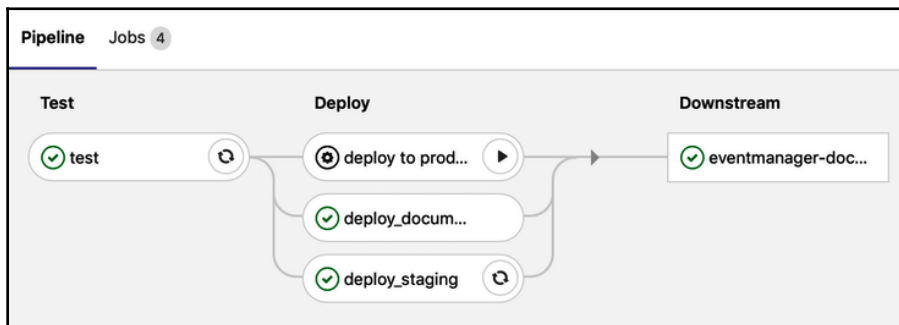 Pipeline Jobs 4
Test Deploy Downstream
test deploy to prod... eventmanager-doc...
deploy_docum...
deploy_staging